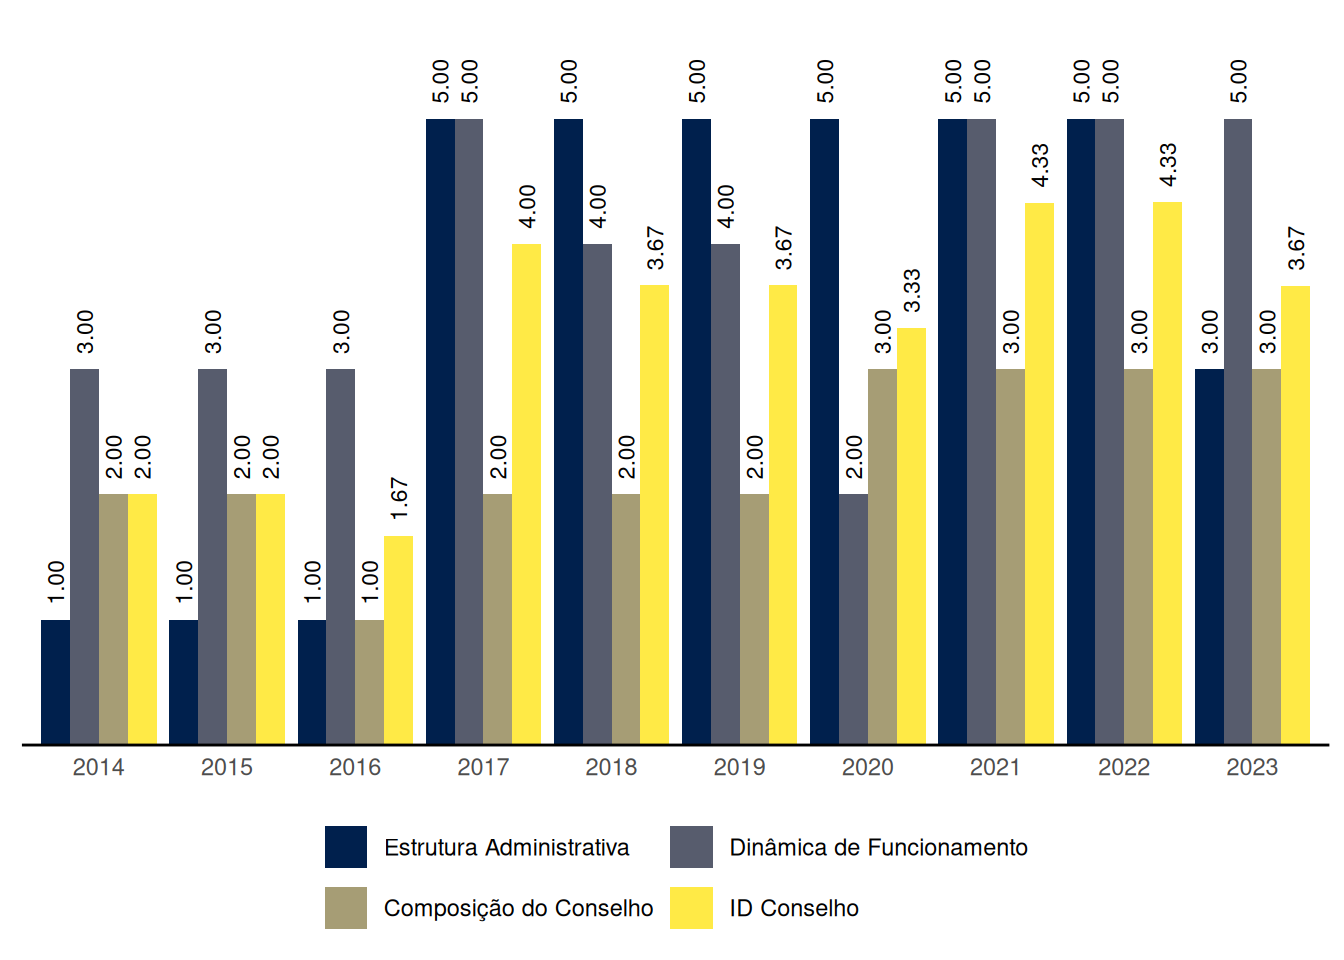 5.00 5.00 5.00 5.00 5.00 5.00 5.00 5.00 5.00 5.00
4.33 4.33
4.00 4.00 4.00
3.67 3.67 3.67
3.33
3.00 3.00 3.00 3.00 3.00 3.00 3.00 3.00
2.00 2.00 2.00 2.00 2.00 2.00 2.00 2.00
1.67
1.00 1.00 1.00 1.00
2014 2015 2016 2017 2018 2019 2020 2021 2022 2023
Estrutura Administrativa Dinâmica de Funcionamento
Composição do Conselho ID Conselho